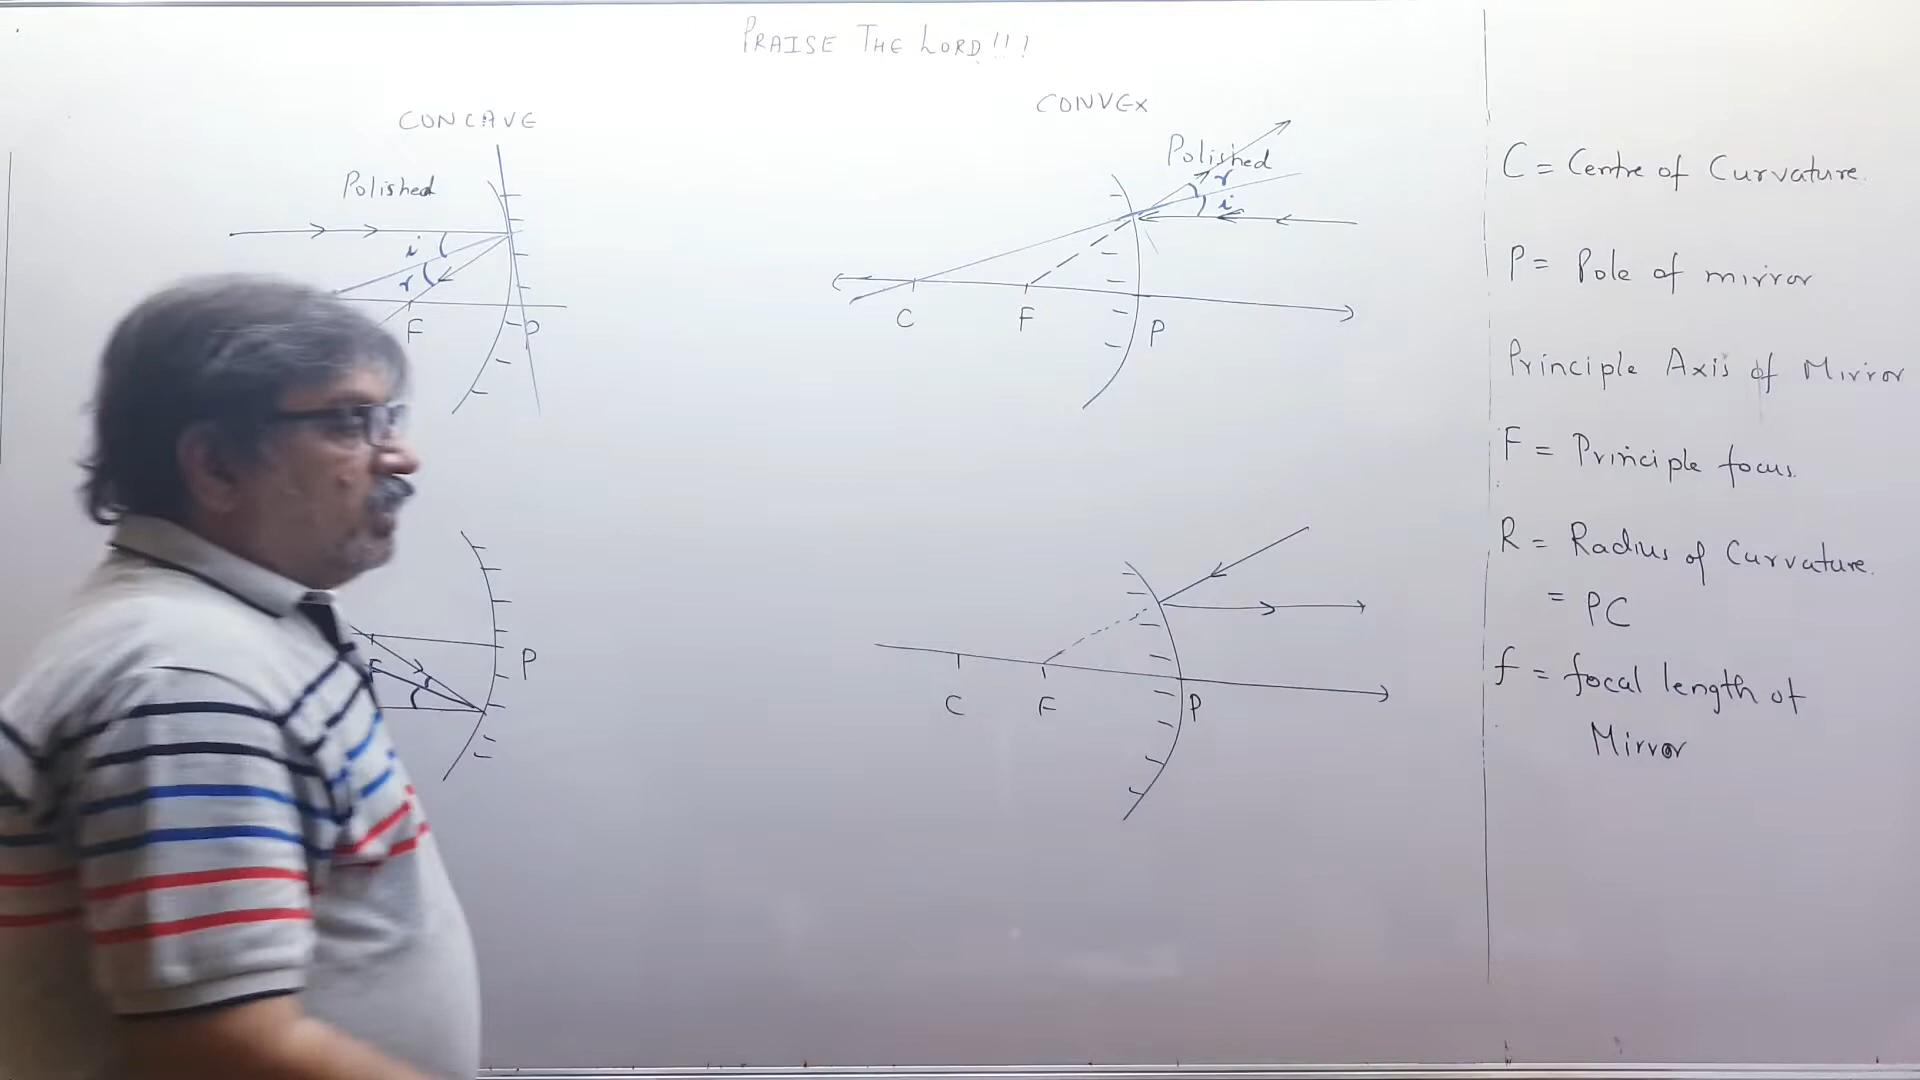 PRAISE THE LORD!!!
CONCAVE
Polished
i
r
F
P
P
CONVEX
Polished
r
i
C
F
P
C
F
P
C = Centre of Curvature.
P = Pole of mirror
Principle Axis of Mirror
F = Principle focus.
R = Radius of Curvature.
= PC
f = focal length of
Mirror